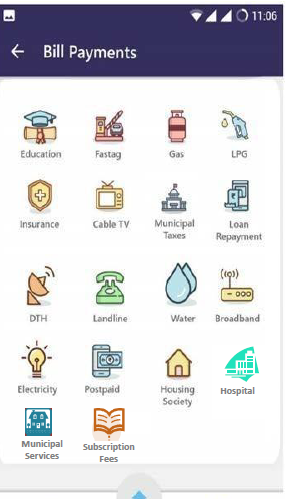 11:06
Bill Payments
Education Fastag Gas LPG
Insurance Cable TV Municipal Taxes Loan Repayment
DTH Landline Water Broadband
Electricity Postpaid Housing Society Hospital
Municipal Services Subscription Fees